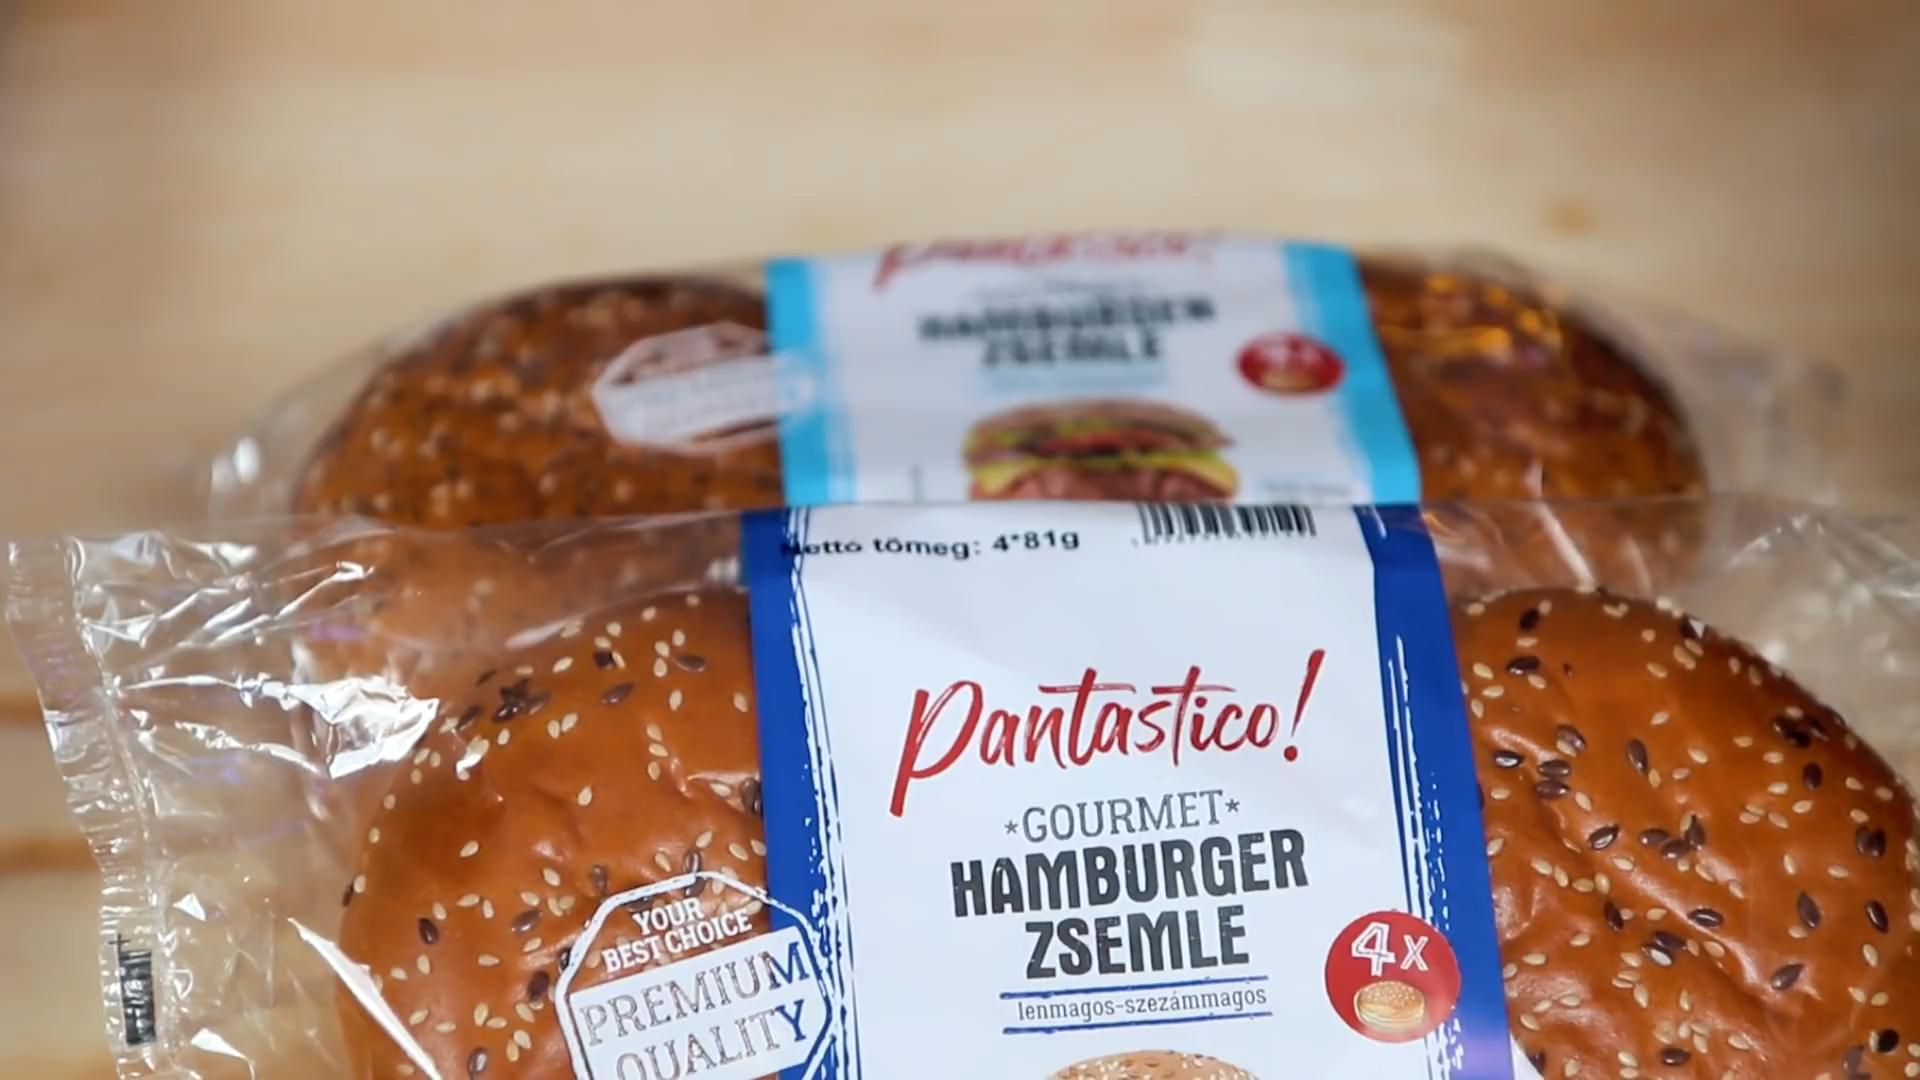 HAMBURGER
ZSEMLE
Nettó tömeg: 4*81g
Pantastico!
*GOURMET*
HAMBURGER
ZSEMLE
lenmagos-szezámmagos
4x
YOUR
BEST CHOICE
PREMIUM
QUALITY